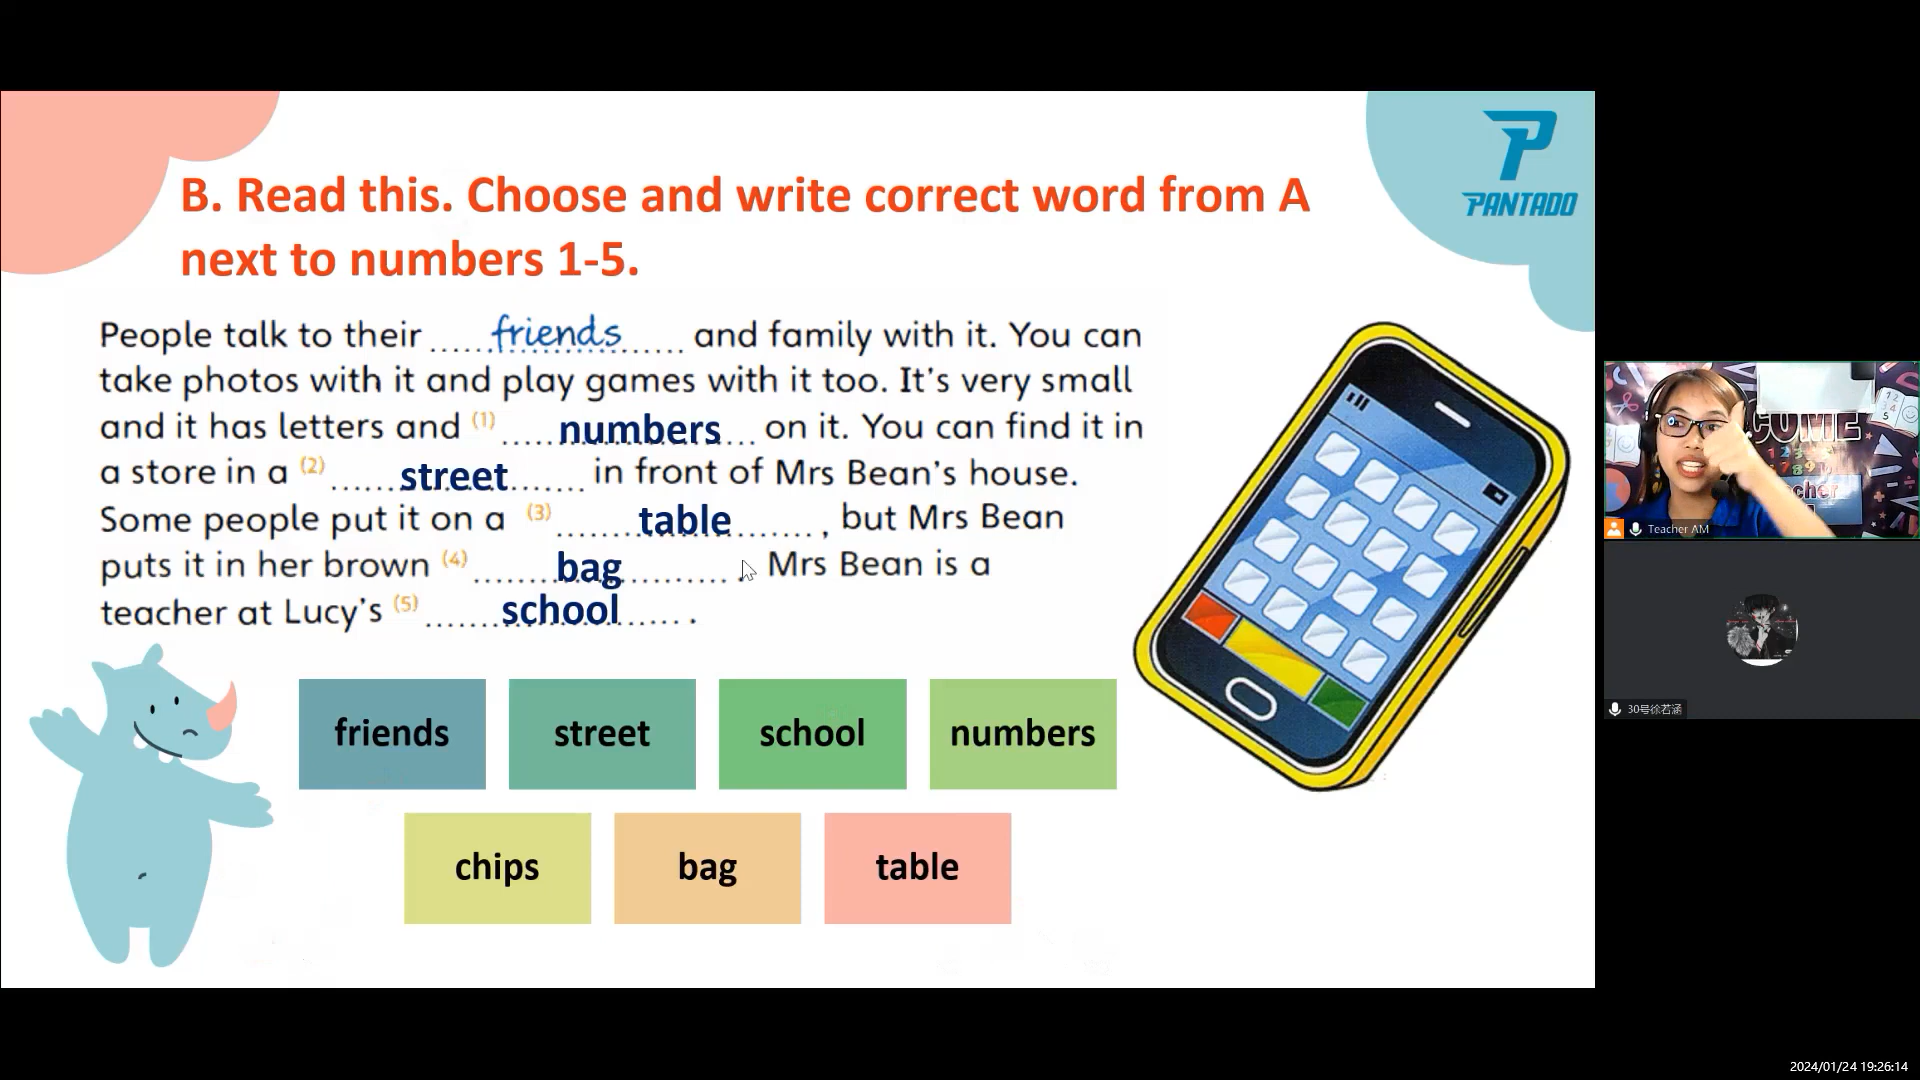 PANTADO
B. Read this. Choose and write correct word from A
next to numbers 1-5.
People talk to their .....friends..... and family with it. You can
take photos with it and play games with it too. It's very small
and it has letters and (1) .....numbers..... on it. You can find it in
a store in a (2) .....street..... in front of Mrs Bean's house.
Some people put it on a (3) .....table....., but Mrs Bean
puts it in her brown (4) .....bag..... . Mrs Bean is a
teacher at Lucy's (5) .....school..... .
friends street school numbers
chips bag table
Teacher AM
30号徐若涵
2024/01/24 19:26:14